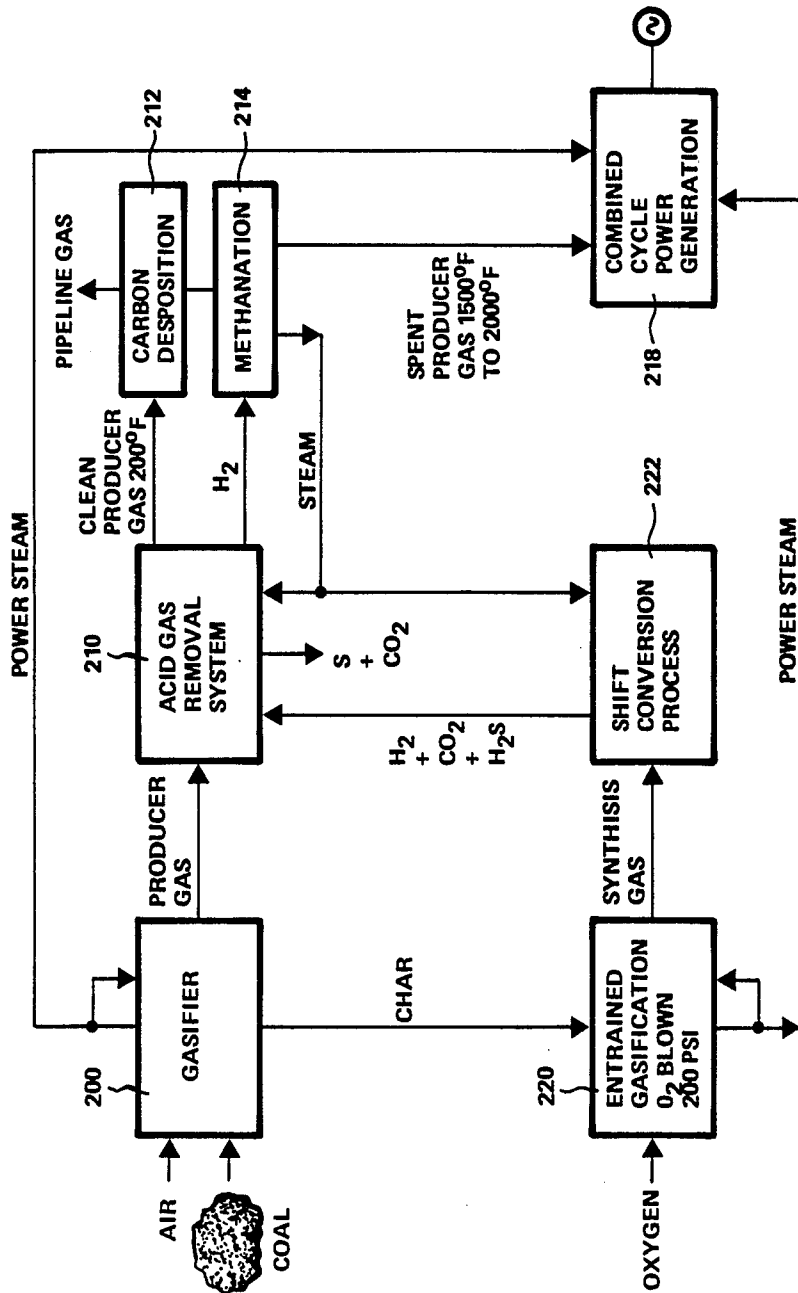 POWER STEAM
AIR
COAL
200
GASIFIER
PRODUCER
GAS
210
ACID GAS
REMOVAL
SYSTEM
CLEAN
PRODUCER
GAS 200°F
H2
PIPELINE GAS
CARBON
DESPOSITION
212
METHANATION
214
STEAM
S + CO2
H2
+
CO2
+
H2S
CHAR
SPENT
PRODUCER
GAS 1500°F
TO 2000°F
OXYGEN
220
ENTRAINED
GASIFICATION
O2 BLOWN
200 PSI
SYNTHISIS
GAS
SHIFT
CONVERSION
PROCESS
222
218
COMBINED
CYCLE
POWER
GENERATION
~
POWER STEAM